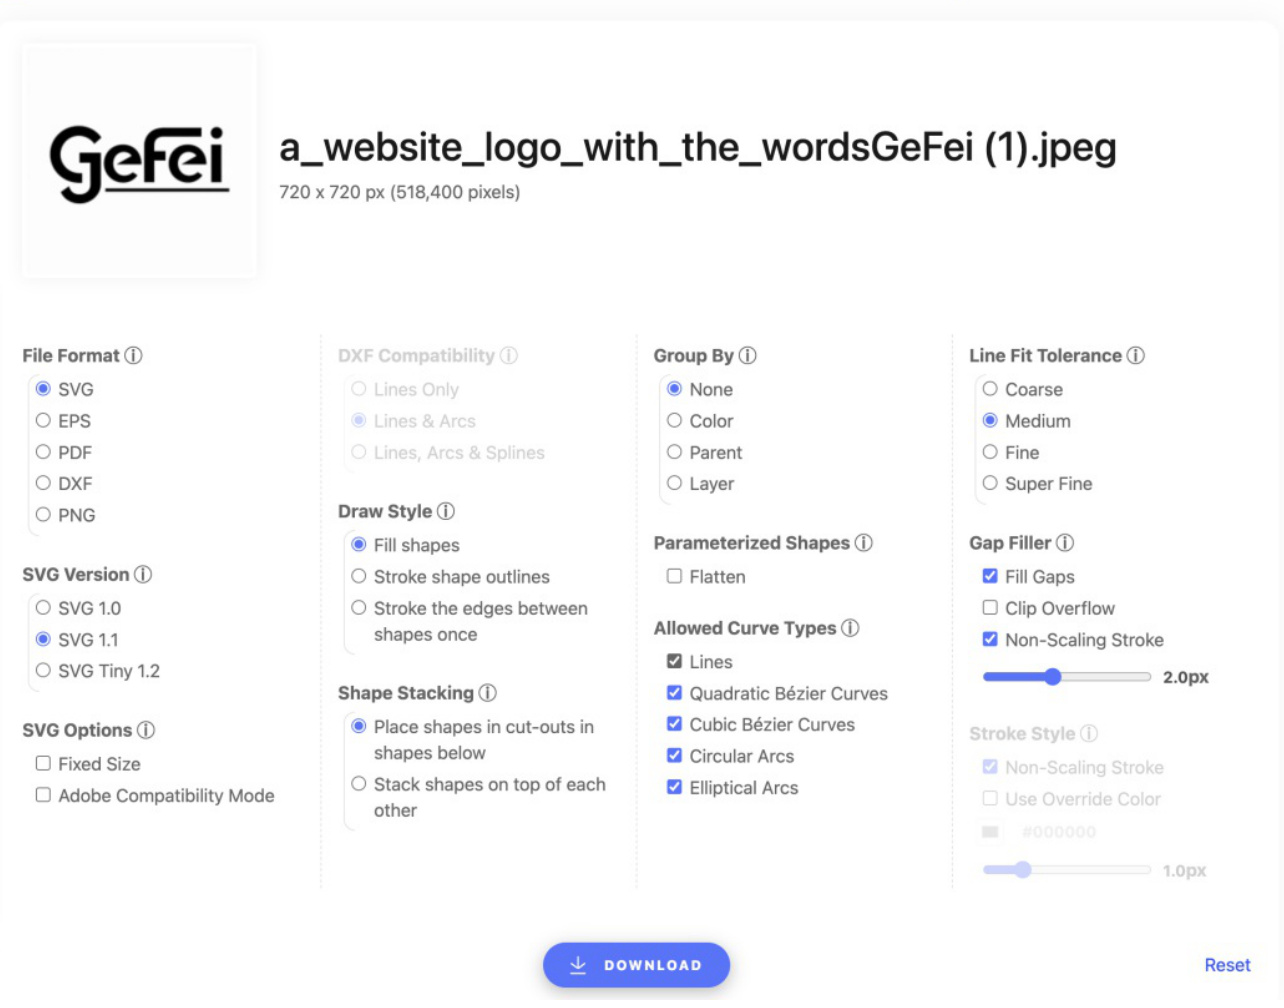 GeFei
a_website_logo_with_the_wordsGeFei (1).jpeg
720 x 720 px (518,400 pixels)
File Format
SVG
EPS
PDF
DXF
PNG
SVG Version
SVG 1.0
SVG 1.1
SVG Tiny 1.2
SVG Options
Fixed Size
Adobe Compatibility Mode
DXF Compatibility
Lines Only
Lines & Arcs
Lines, Arcs & Splines
Draw Style
Fill shapes
Stroke shape outlines
Stroke the edges between
shapes once
Shape Stacking
Place shapes in cut-outs in
shapes below
Stack shapes on top of each
other
Group By
None
Color
Parent
Layer
Parameterized Shapes
Flatten
Allowed Curve Types
Lines
Quadratic Bézier Curves
Cubic Bézier Curves
Circular Arcs
Elliptical Arcs
Line Fit Tolerance
Coarse
Medium
Fine
Super Fine
Gap Filler
Fill Gaps
Clip Overflow
Non-Scaling Stroke
2.0px
Stroke Style
Non-Scaling Stroke
Use Override Color
#000000
1.0px
DOWNLOAD
Reset